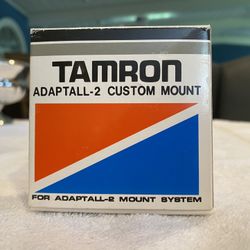 TAMRON
ADAPTALL-2 CUSTOM MOUNT
FOR ADAPTALL-2 MOUNT SYSTEM